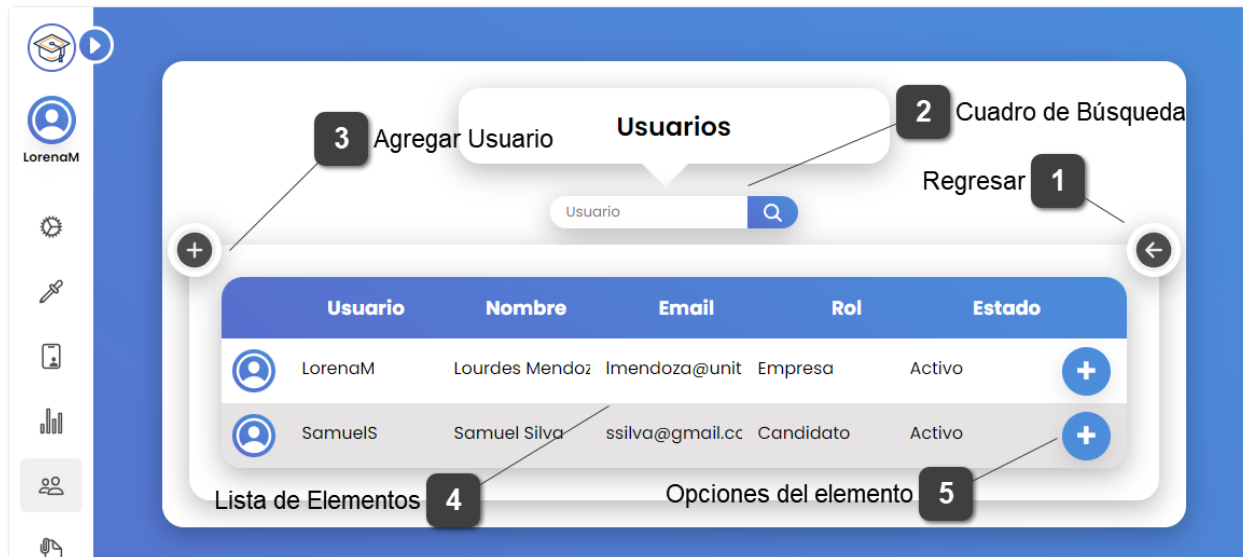 LorenaM
3 Agregar Usuario
Usuarios
2 Cuadro de Búsqueda
Regresar 1
Usuario
Usuario Nombre Email Rol Estado
LorenaM Lourdes Mendoz lmendoza@unit Empresa Activo
SamuelS Samuel Silva ssilva@gmail.cc Candidato Activo
Lista de Elementos 4
Opciones del elemento 5